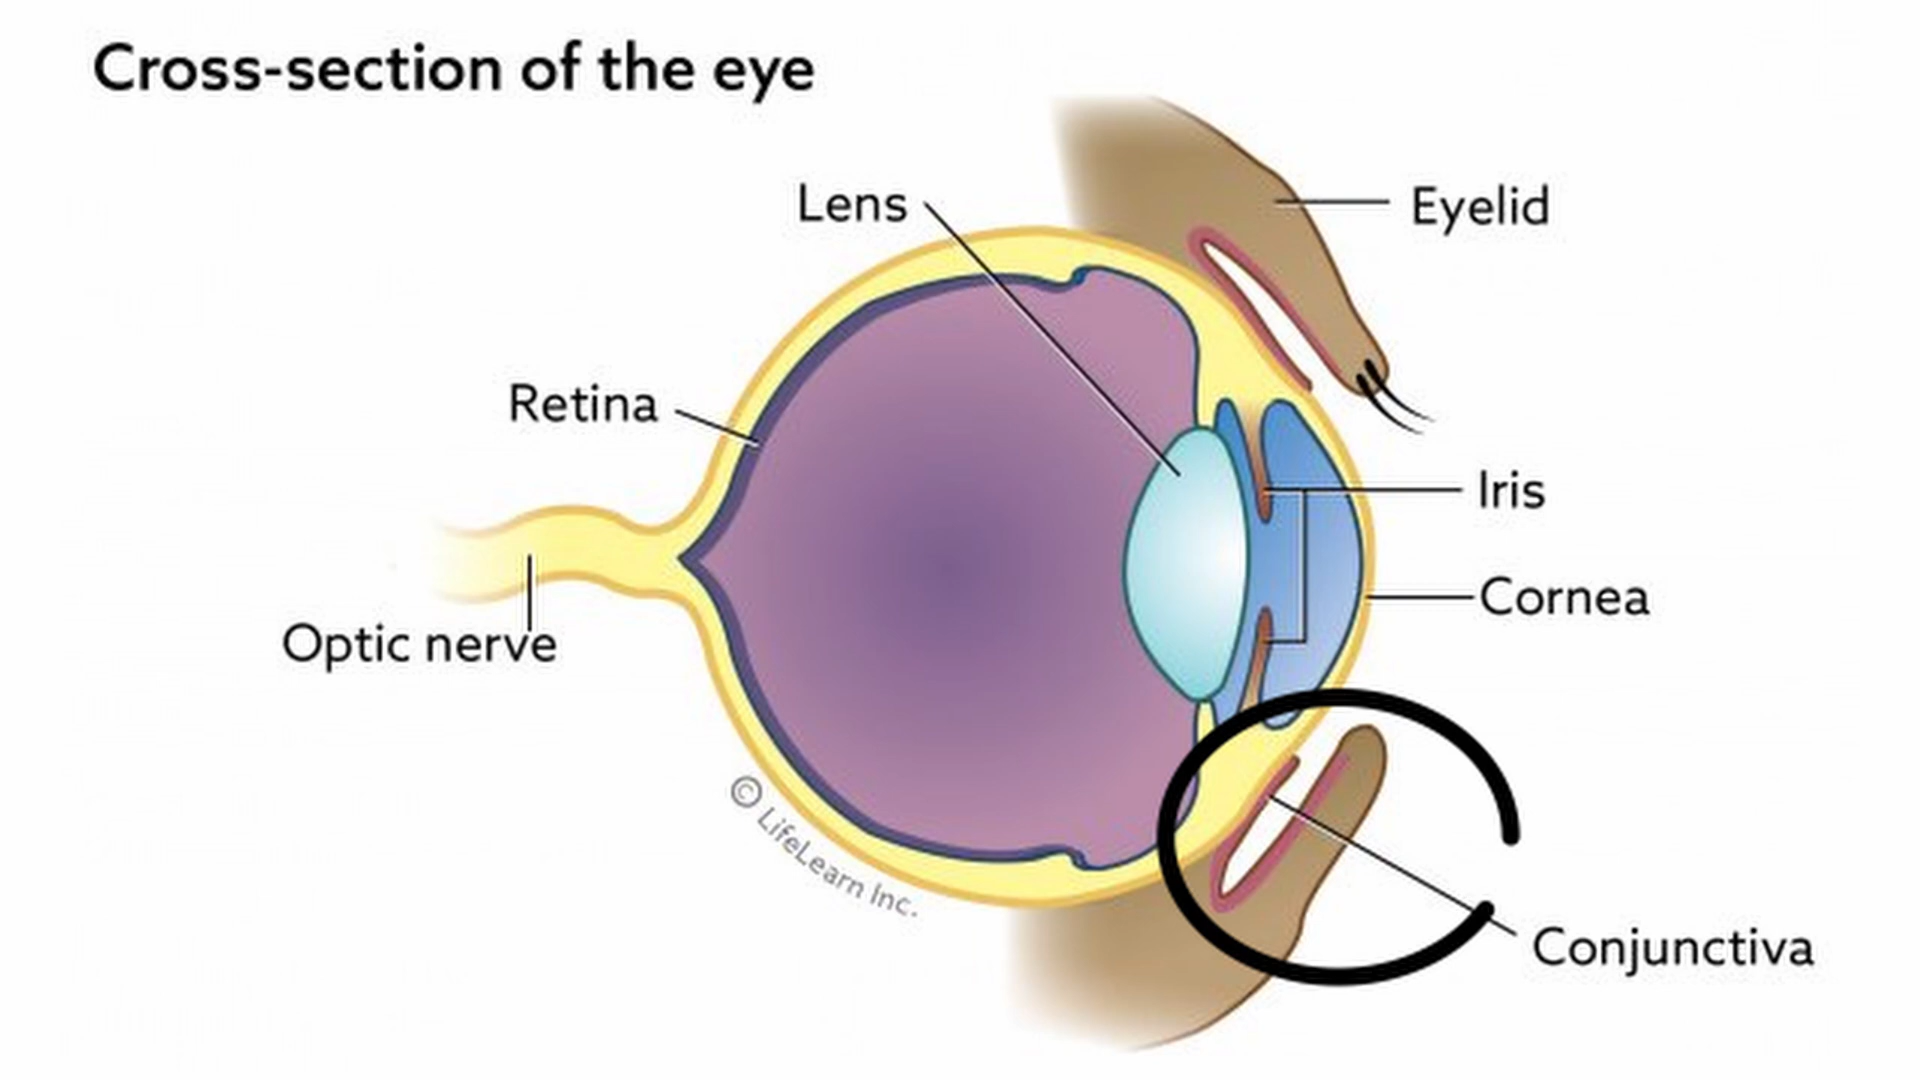 Cross-section of the eye
Lens
Eyelid
Retina
Iris
Cornea
Optic nerve
© LifeLearn Inc.
Conjunctiva